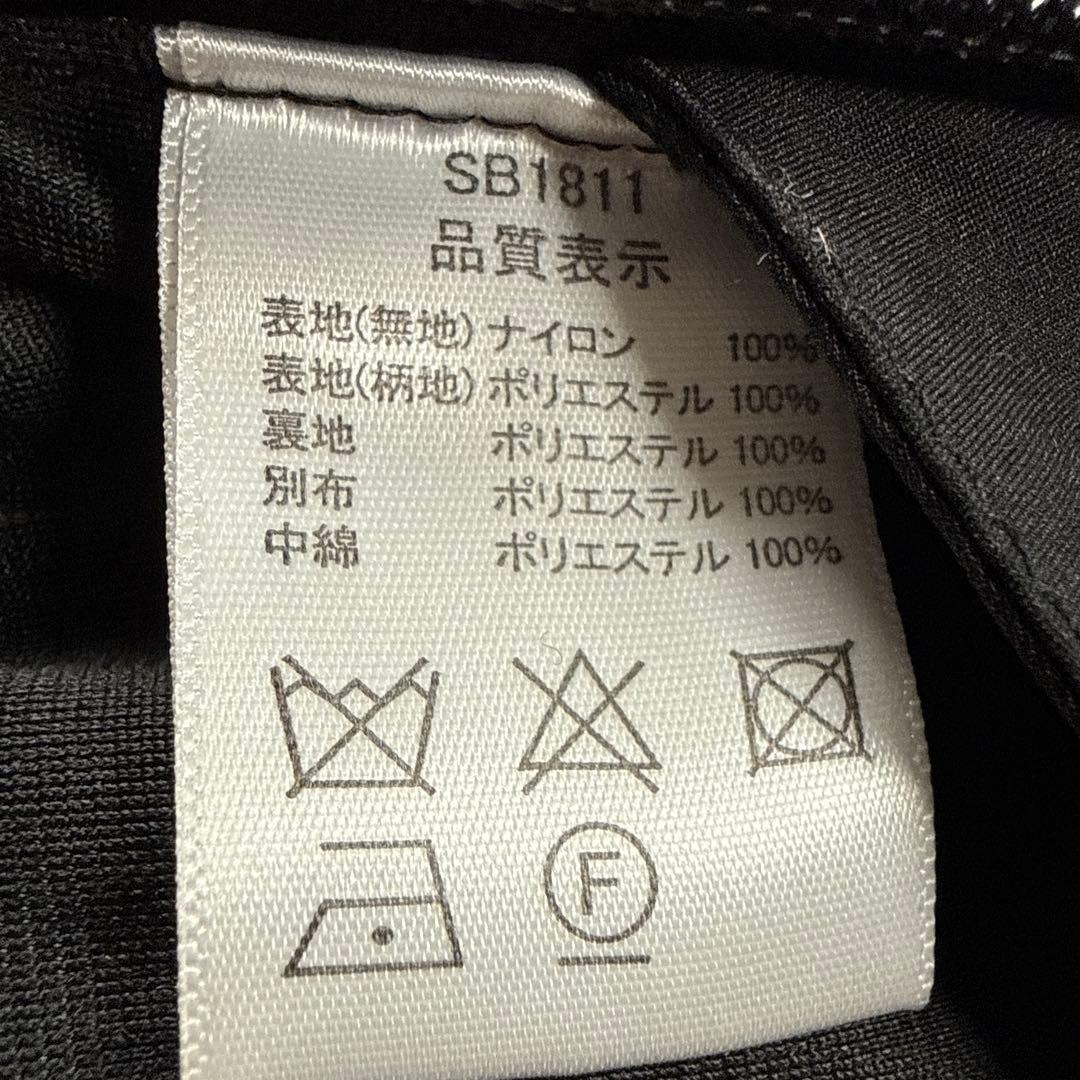 SB1811
品質表示
表地(無地) ナイロン 100%
表地(柄地) ポリエステル 100%
裏地 ポリエステル 100%
別布 ポリエステル 100%
中綿 ポリエステル 100%
F